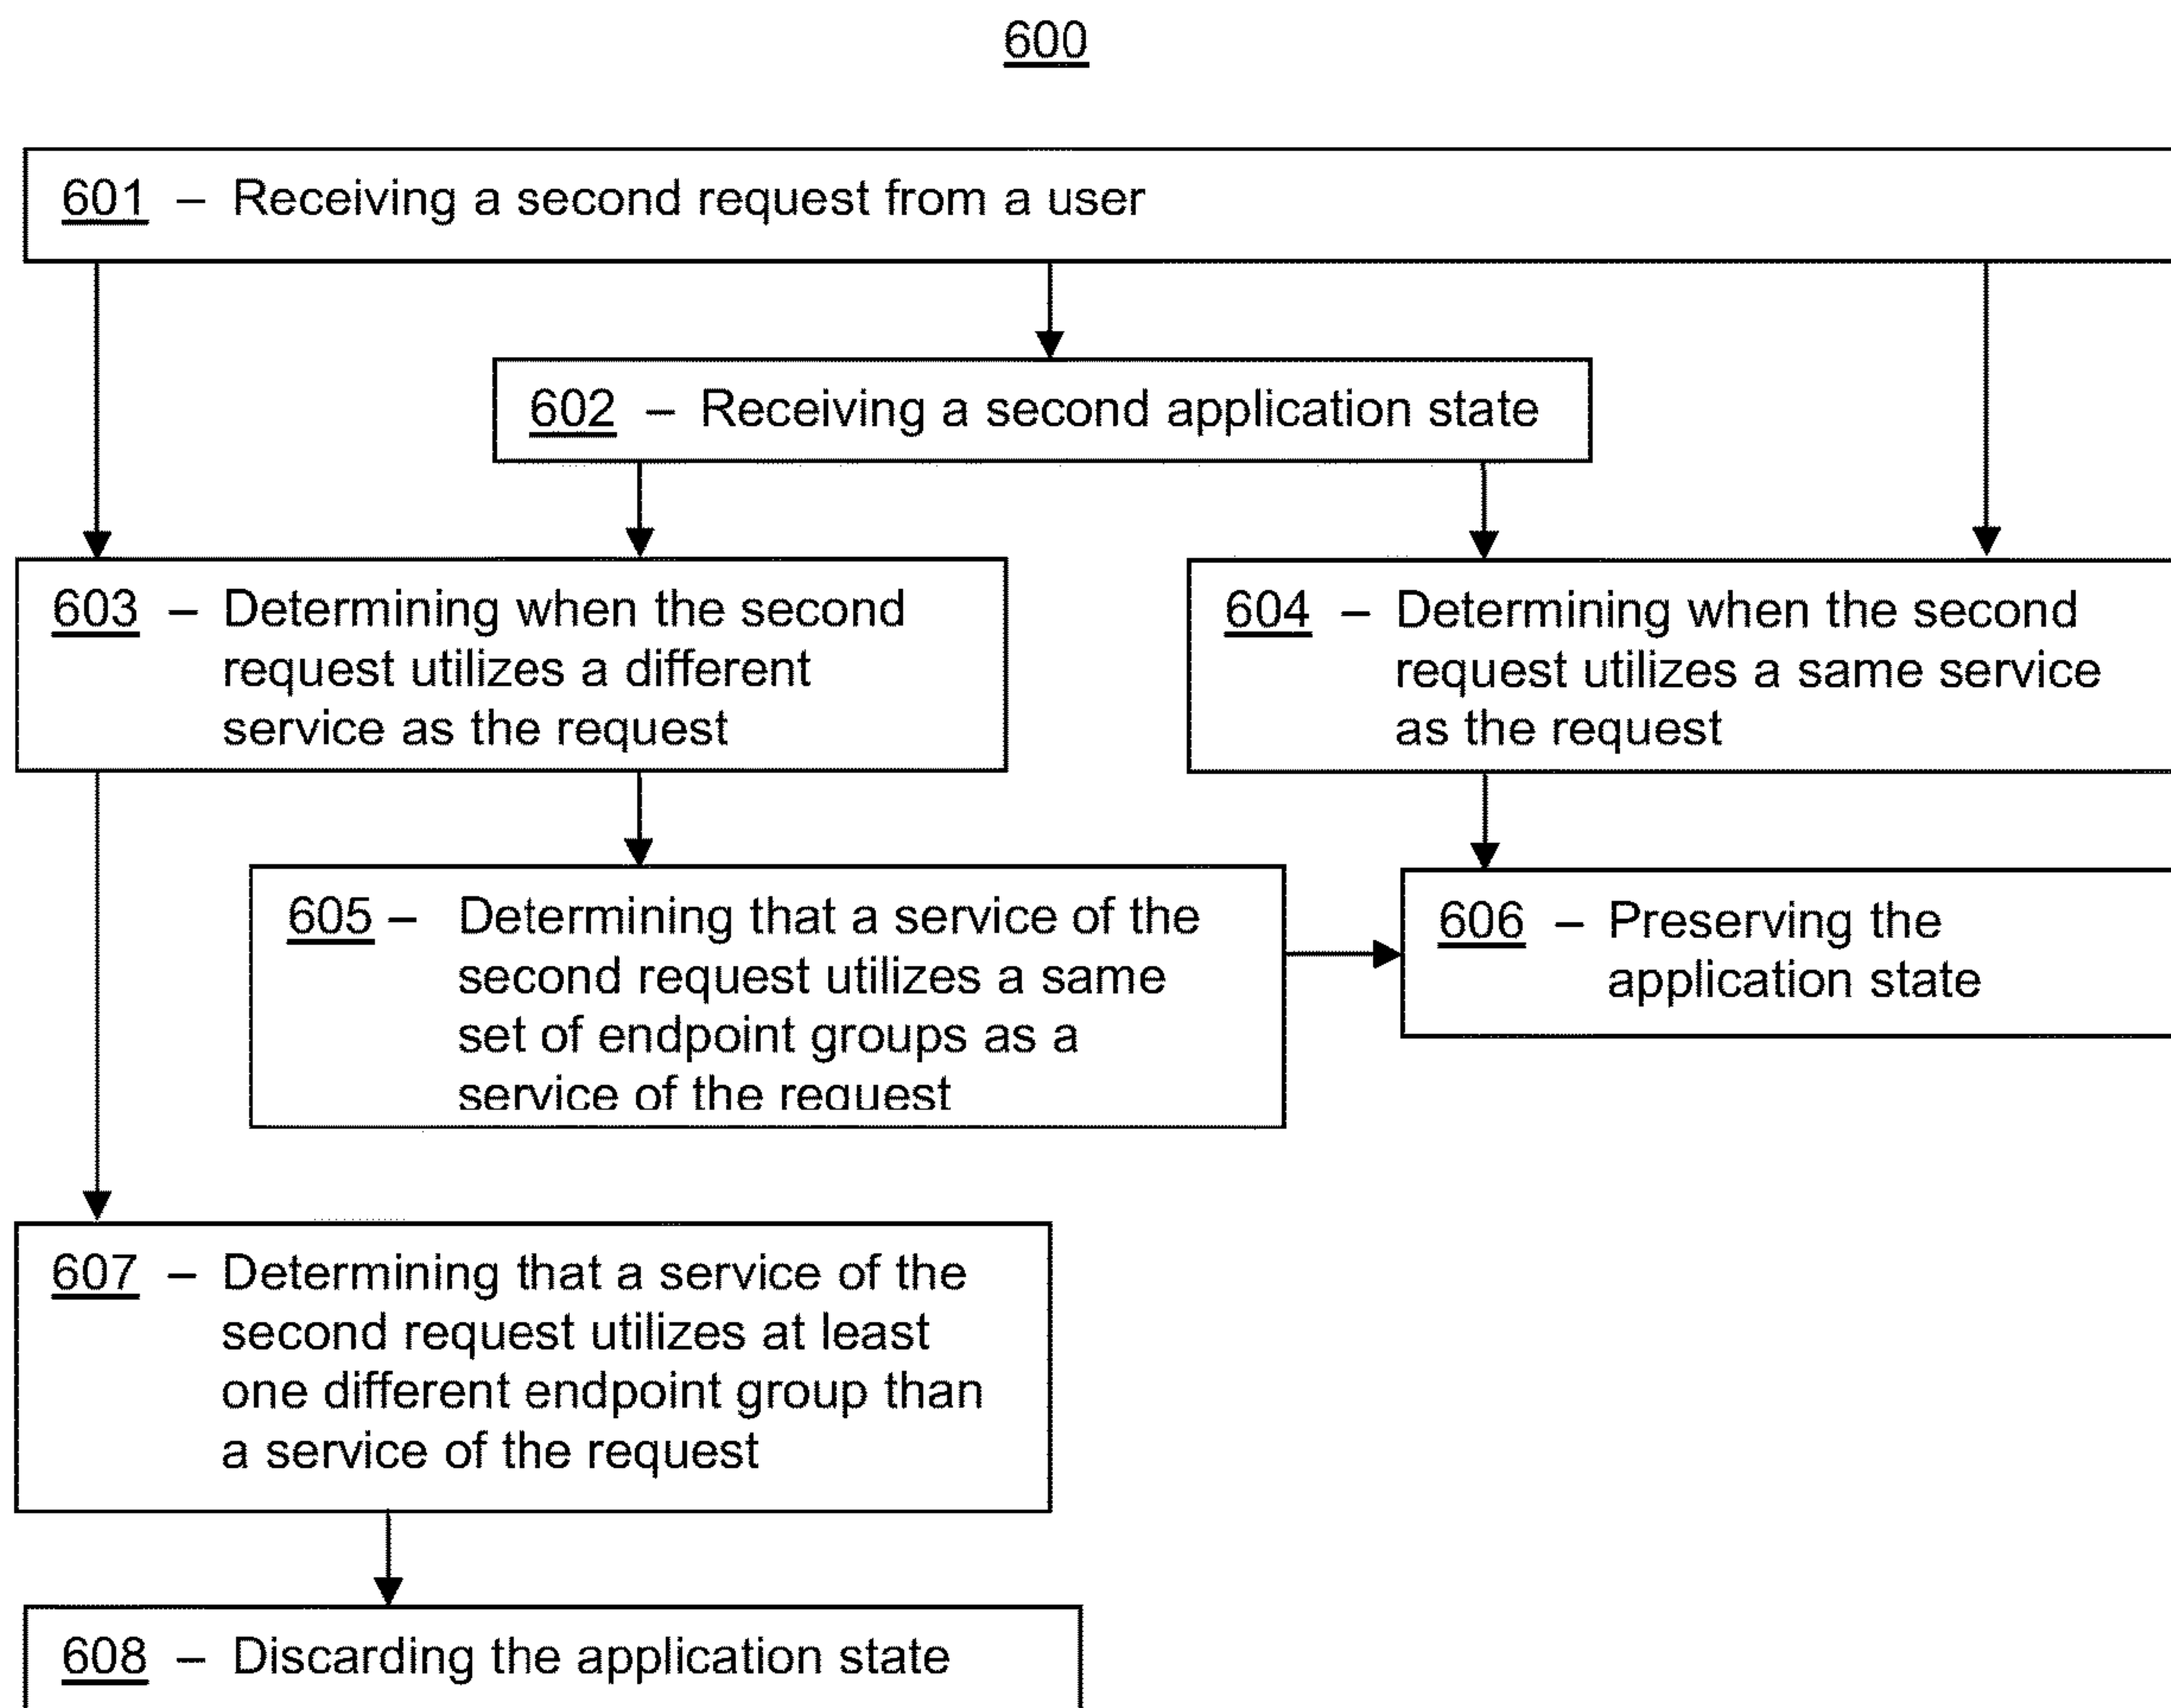 600
601 – Receiving a second request from a user
602 – Receiving a second application state
603 – Determining when the second
request utilizes a different
service as the request
604 – Determining when the second
request utilizes a same service
as the request
605 – Determining that a service of the
second request utilizes a same
set of endpoint groups as a
service of the request
606 – Preserving the
application state
607 – Determining that a service of the
second request utilizes at least
one different endpoint group than
a service of the request
608 – Discarding the application state